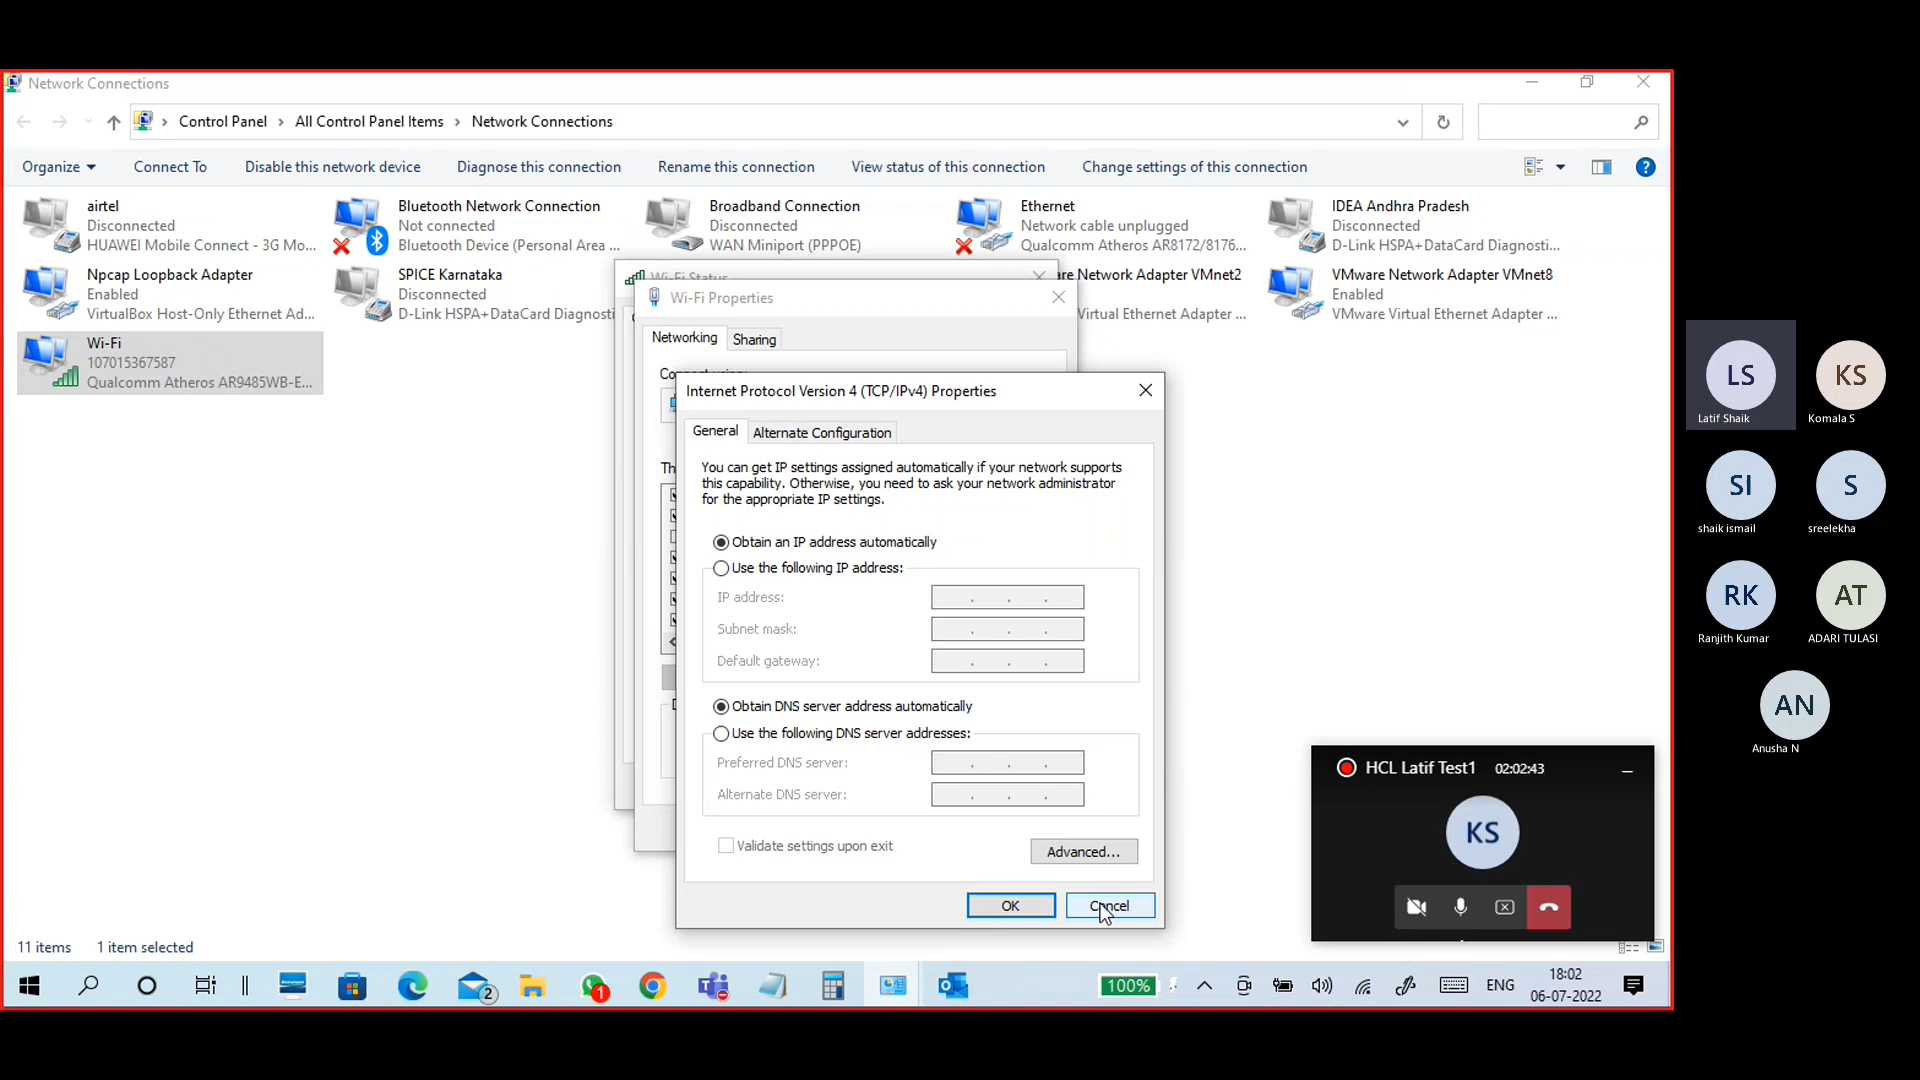 Network Connections
Control Panel > All Control Panel Items > Network Connections
Organize Connect To Disable this network device Diagnose this connection Rename this connection View status of this connection Change settings of this connection
airtel
Disconnected
HUAWEI Mobile Connect - 3G Mo...
Bluetooth Network Connection
Not connected
Bluetooth Device (Personal Area ...
Broadband Connection
Disconnected
WAN Miniport (PPPOE)
Ethernet
Network cable unplugged
Qualcomm Atheros AR8172/8176...
IDEA Andhra Pradesh
Disconnected
D-Link HSPA+DataCard Diagnosti...
Npcap Loopback Adapter
Enabled
VirtualBox Host-Only Ethernet Ad...
SPICE Karnataka
Disconnected
D-Link HSPA+DataCard Diagnosti
Network Adapter VMnet2
Virtual Ethernet Adapter ...
VMware Network Adapter VMnet8
Enabled
VMware Virtual Ethernet Adapter ...
Wi-Fi
107015367587
Qualcomm Atheros AR9485WB-E...
Wi-Fi Status
Wi-Fi Properties
Networking Sharing
Internet Protocol Version 4 (TCP/IPv4) Properties
General Alternate Configuration
You can get IP settings assigned automatically if your network supports
this capability. Otherwise, you need to ask your network administrator
for the appropriate IP settings.
Obtain an IP address automatically
Use the following IP address:
IP address:
Subnet mask:
Default gateway:
Obtain DNS server address automatically
Use the following DNS server addresses:
Preferred DNS server:
Alternate DNS server:
Validate settings upon exit
Advanced...
OK Cancel
HCL Latif Test1 02:02:43
KS
11 items 1 item selected
2
1
100%
ENG
18:02
06-07-2022
LS
Latif Shaik
KS
Komala S
SI
shaik ismail
S
sreelekha
RK
Ranjith Kumar
AT
ADARI TULASI
AN
Anusha N